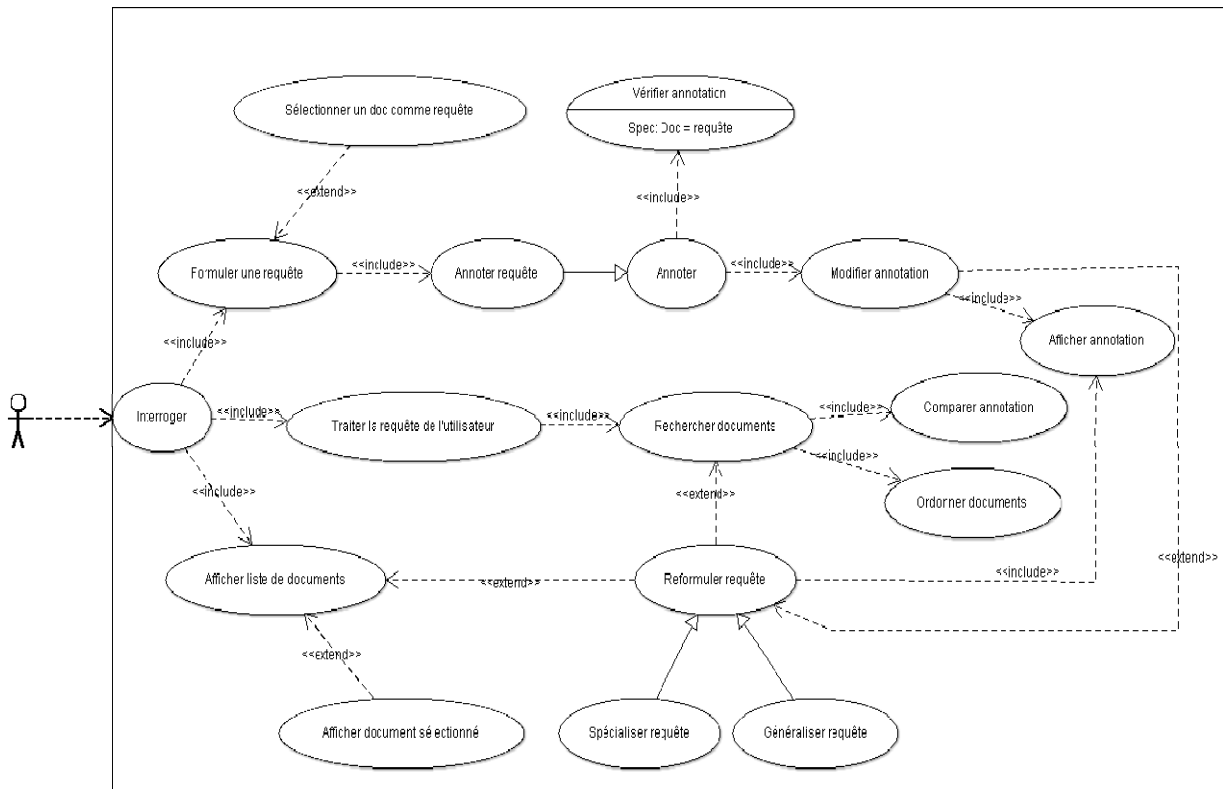 Vérifier annotation
Sélectionner un doc comme requête
Spec: Doc = requête
<<extend>>
<<include>>
Formuler une requête
<<include>>
Annoter requête
Annoter
<<include>>
Modifier annotation
<<include>>
<<include>>
Afficher annotation
Interroger
<<include>>
Traiter la requête de l'utilisateur
<<include>>
Rechercher documents
<<include>>
Comparer annotation
<<include>>
<<include>>
<<extend>>
Ordonner documents
<<extend>>
Afficher liste de documents
<<extend>>
Reformuler requête
<<include>>
<<extend>>
Afficher document sélectionné
Spécialiser requête
Généraliser requête